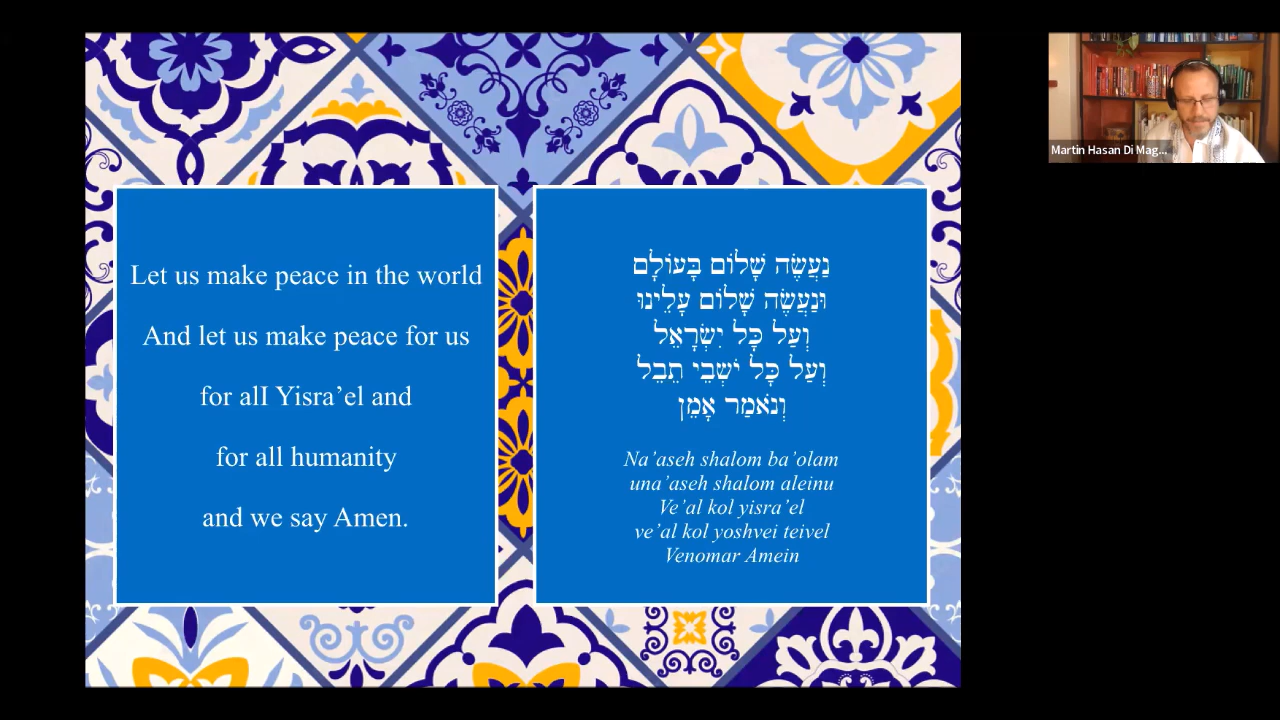 Let us make peace in the world
And let us make peace for us
for alI Yisra’el and
for all humanity
and we say Amen.
נַעֲשֶׂה שָׁלוֹם בָּעוֹלָם
וּנַעֲשֶׂה שָׁלוֹם עָלֵינוּ
וְעַל כָּל יִשְׂרָאֵל
וְעַל כָּל יֹשְׁבֵי תֵבֵל
וְנֹאמַר אָמֵן
Na’aseh shalom ba’olam
una’aseh shalom aleinu
Ve’al kol yisra’el
ve’al kol yoshvei teivel
Venomar Amein
Martin Hasan Di Mag...